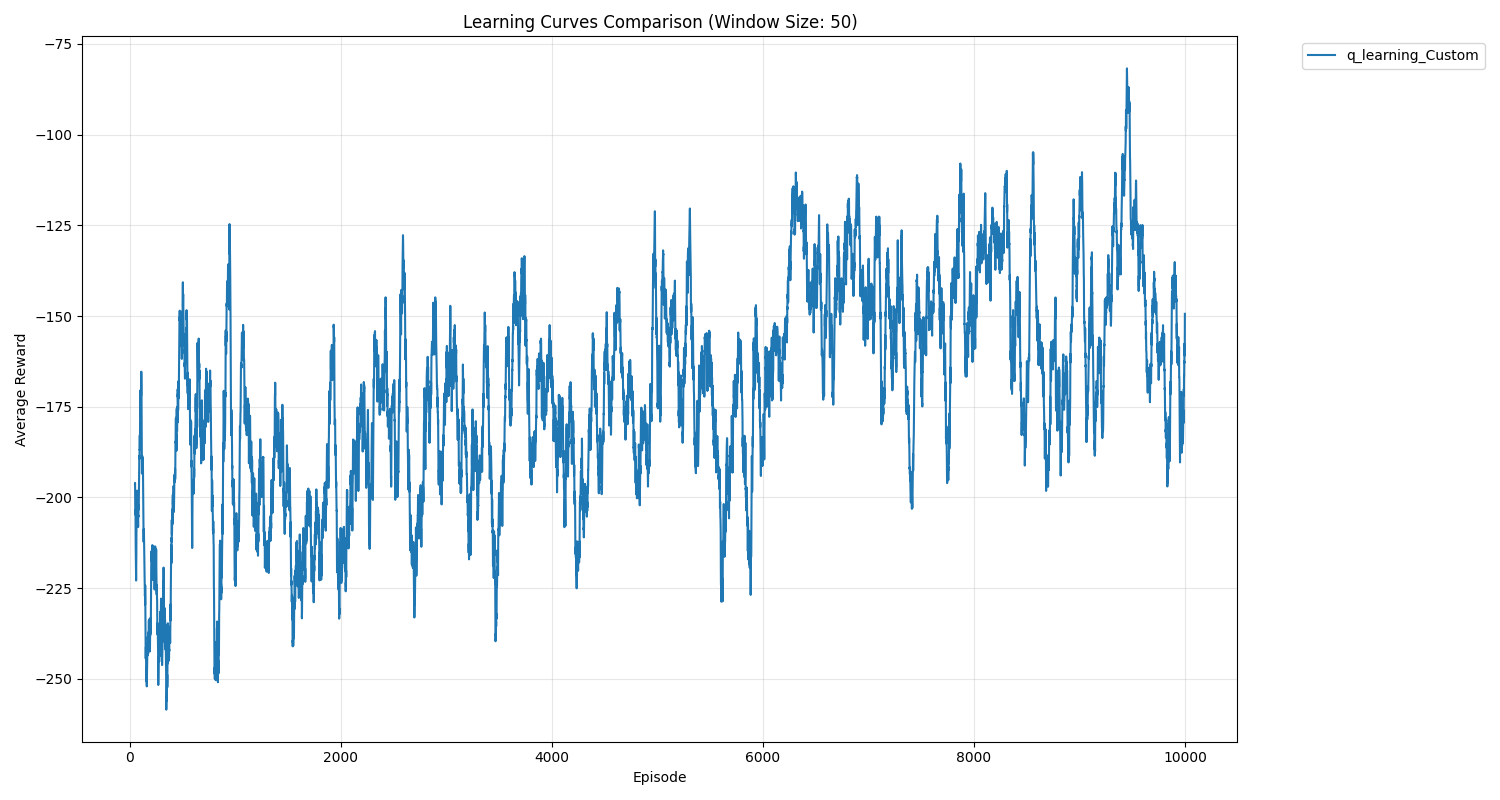 Learning Curves Comparison (Window Size: 50)
q_learning_Custom
Average Reward
−75
−100
−125
−150
−175
−200
−225
−250
0 2000 4000 6000 8000 10000
Episode